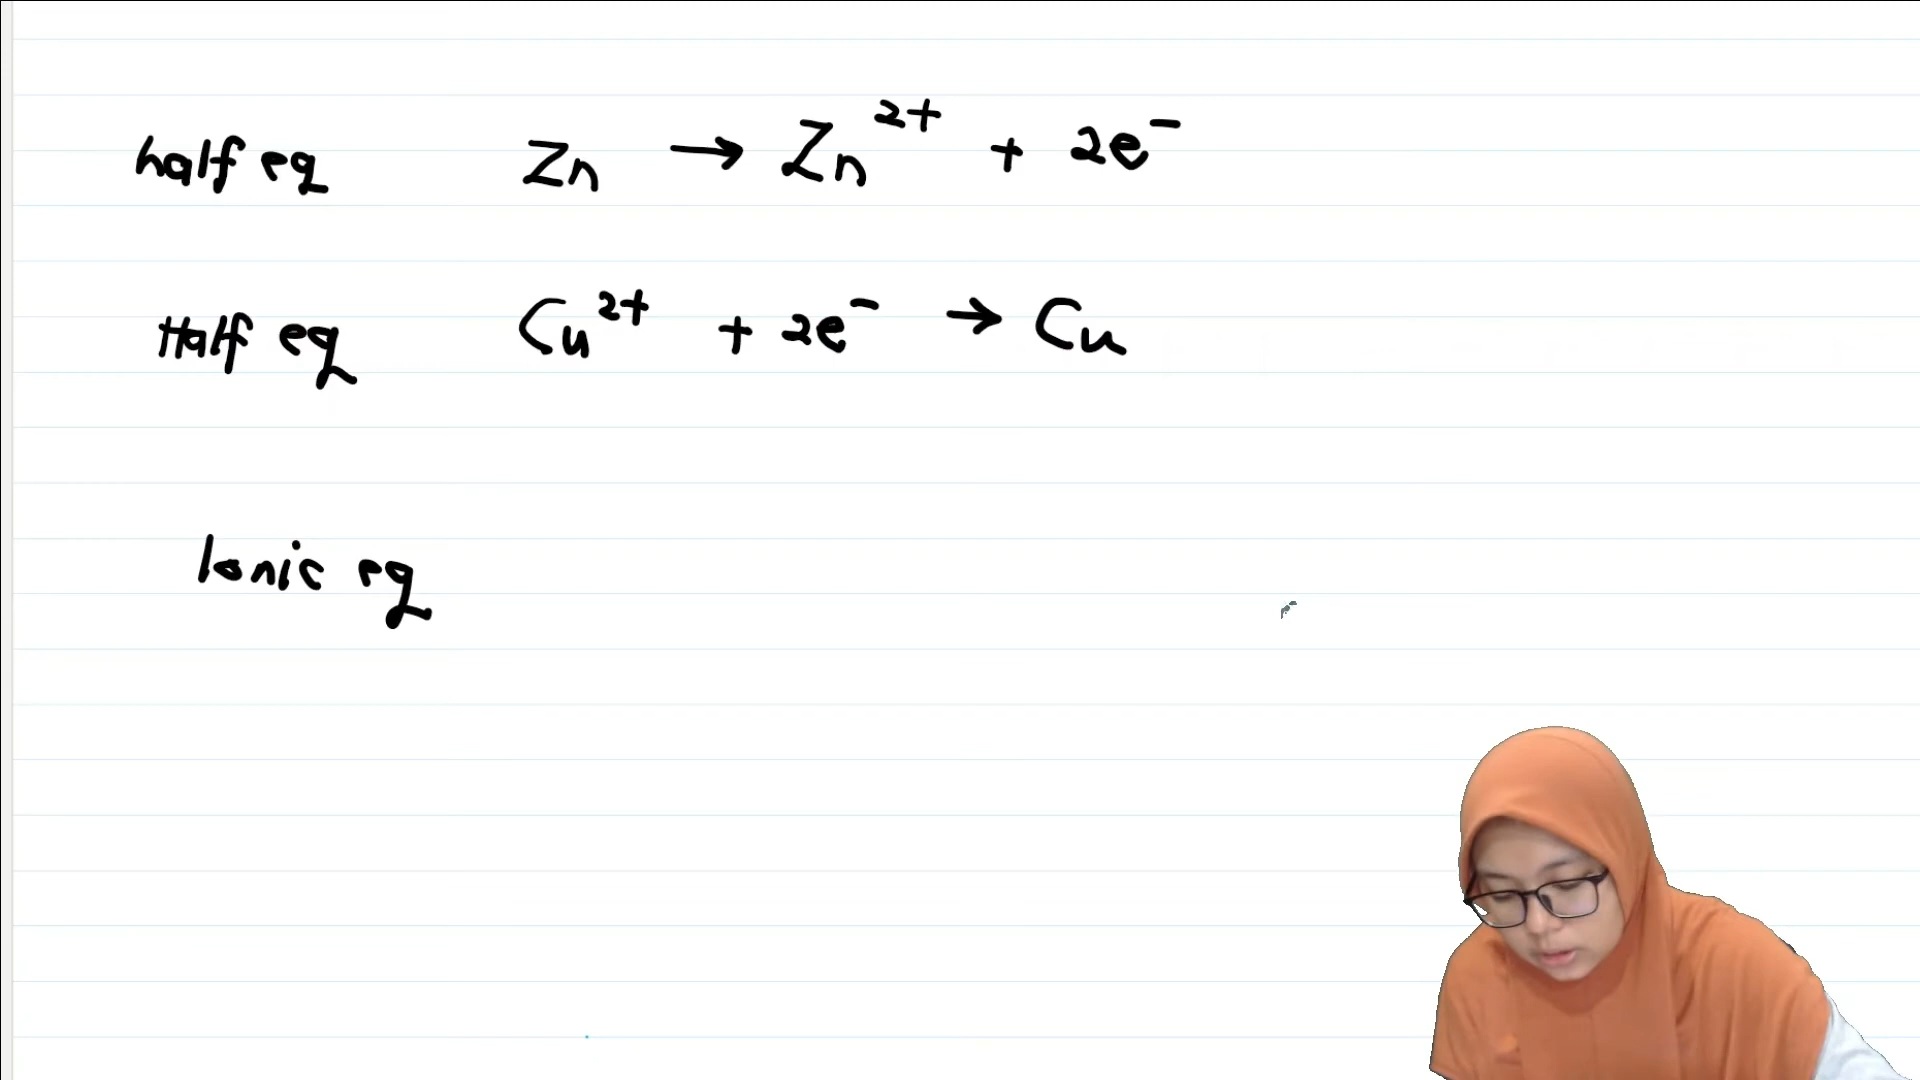 half eq Zn → Zn²⁺ + 2e⁻
Half eq Cu²⁺ + 2e⁻ → Cu
Ionic eq